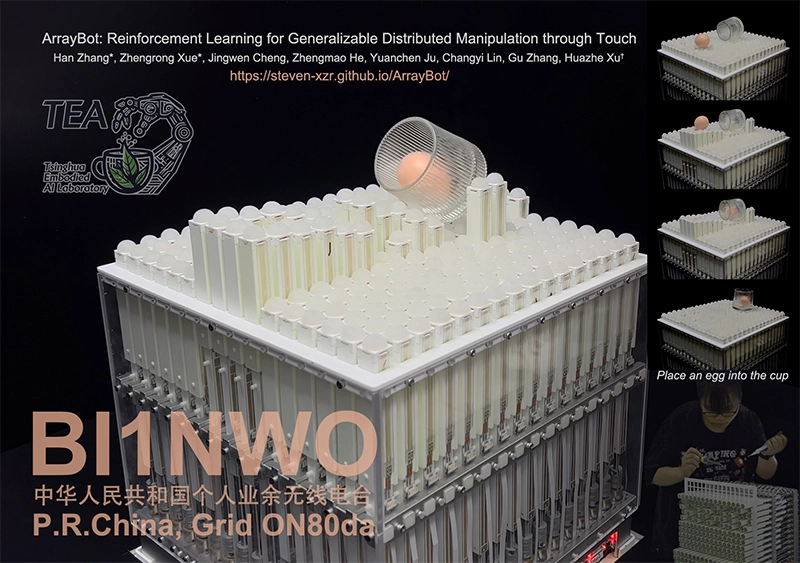 ArrayBot: Reinforcement Learning for Generalizable Distributed Manipulation through Touch
Han Zhang*, Zhengrong Xue*, Jingwen Cheng, Zhengmao He, Yuanchen Ju, Changyi Lin, Gu Zhang, Huazhe Xu†
https://steven-xzr.github.io/ArrayBot/
TEA
Tsinghua
Embodied
AI Laboratory
Place an egg into the cup
BI1NWO
中华人民共和国个人业余无线电台
P.R.China, Grid ON80da